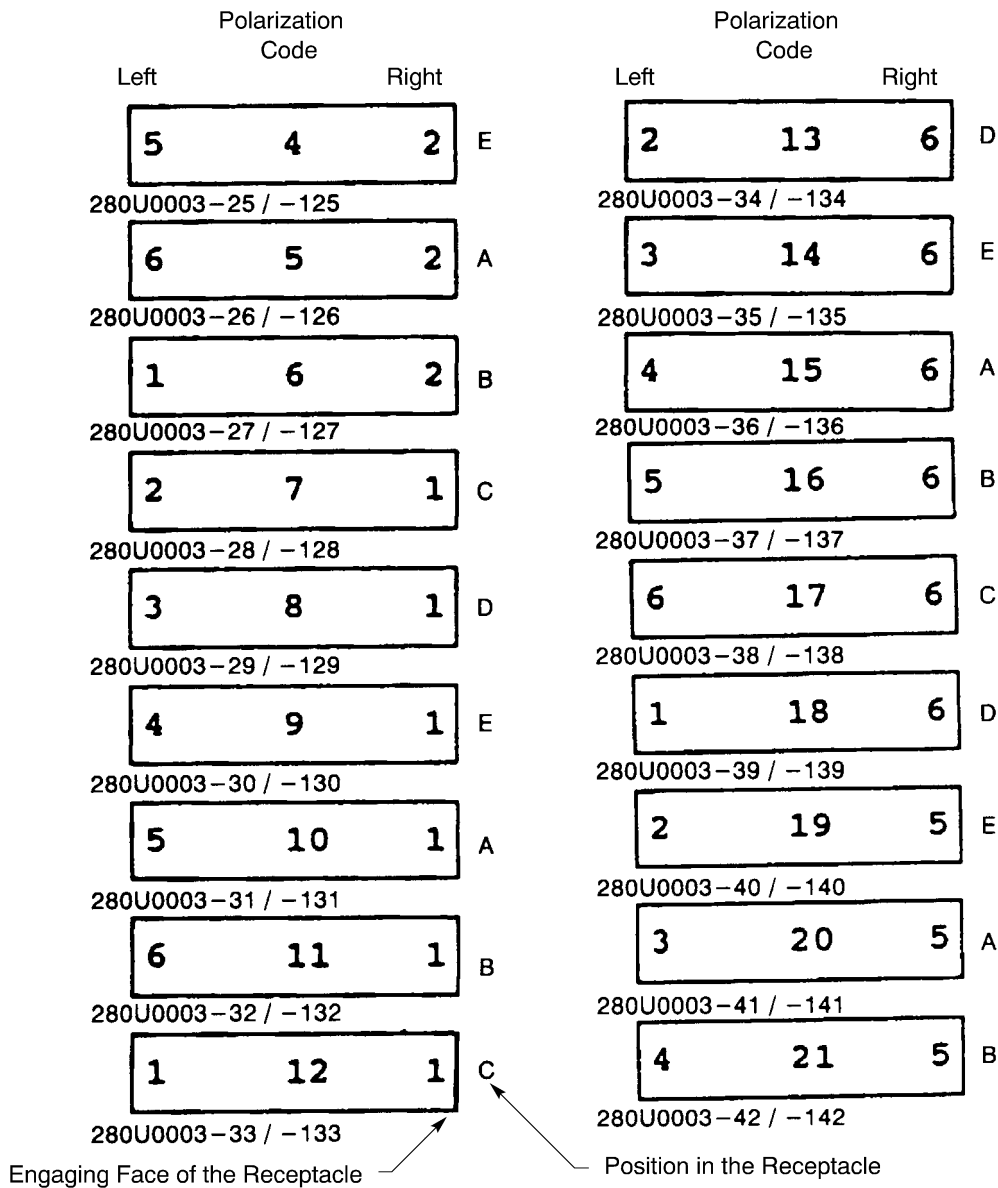 Polarization
Code
Left Right
5 4 2 E
280U0003-25 / -125
6 5 2 A
280U0003-26 / -126
1 6 2 B
280U0003-27 / -127
2 7 1 C
280U0003-28 / -128
3 8 1 D
280U0003-29 / -129
4 9 1 E
280U0003-30 / -130
5 10 1 A
280U0003-31 / -131
6 11 1 B
280U0003-32 / -132
1 12 1 C
280U0003-33 / -133
Engaging Face of the Receptacle
Polarization
Code
Left Right
2 13 6 D
280U0003-34 / -134
3 14 6 E
280U0003-35 / -135
4 15 6 A
280U0003-36 / -136
5 16 6 B
280U0003-37 / -137
6 17 6 C
280U0003-38 / -138
1 18 6 D
280U0003-39 / -139
2 19 5 E
280U0003-40 / -140
3 20 5 A
280U0003-41 / -141
4 21 5 B
280U0003-42 / -142
Position in the Receptacle